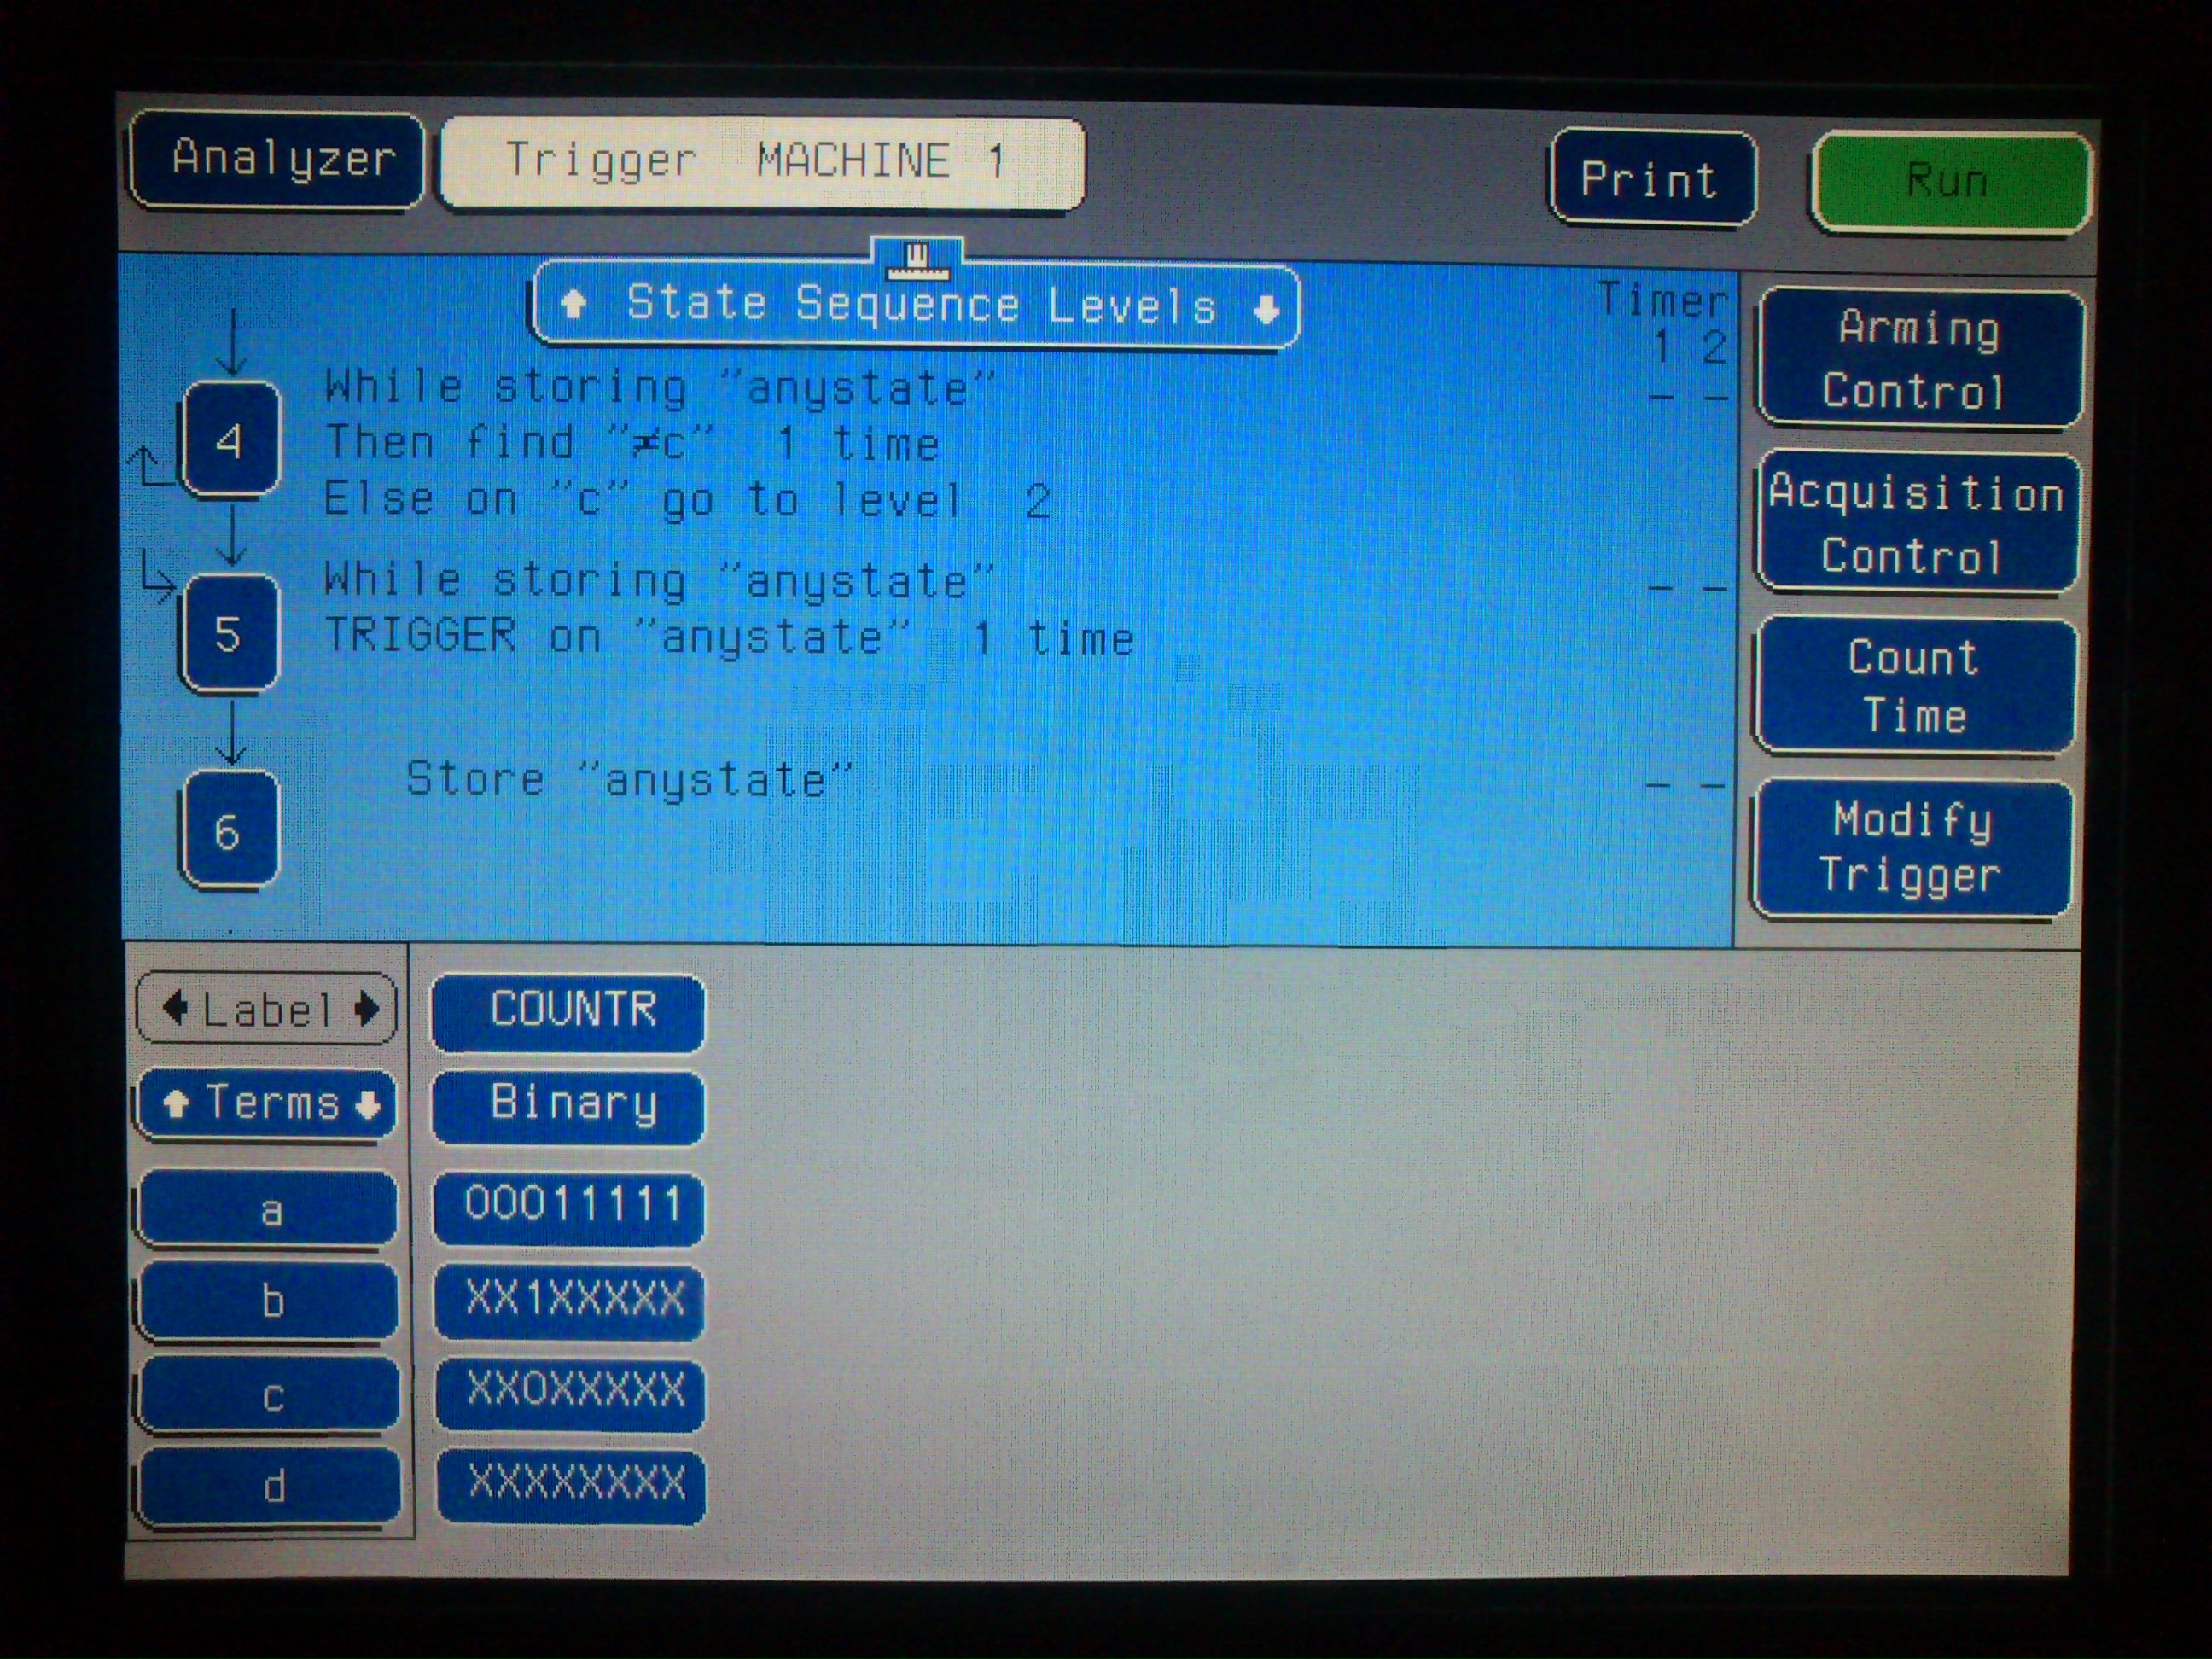 Analyzer
Trigger MACHINE 1
Print
Run
State Sequence Levels
Timer
1 2
4
While storing "anystate"
Then find "≠c" 1 time
Else on "c" go to level 2
- -
5
While storing "anystate"
TRIGGER on "anystate" 1 time
- -
6
Store "anystate"
- -
Arming
Control
Acquisition
Control
Count
Time
Modify
Trigger
Label
COUNTR
Terms
Binary
a
00011111
b
XX1XXXXX
c
XX0XXXXX
d
XXXXXXXX